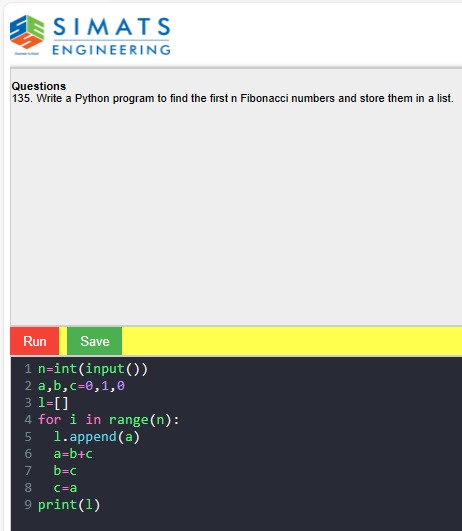 SIMATS
ENGINEERING
Questions
135. Write a Python program to find the first n Fibonacci numbers and store them in a list.
Run Save
1 n=int(input())
2 a,b,c=0,1,0
3 l=[]
4 for i in range(n):
5   l.append(a)
6   a=b+c
7   b=c
8   c=a
9 print(l)